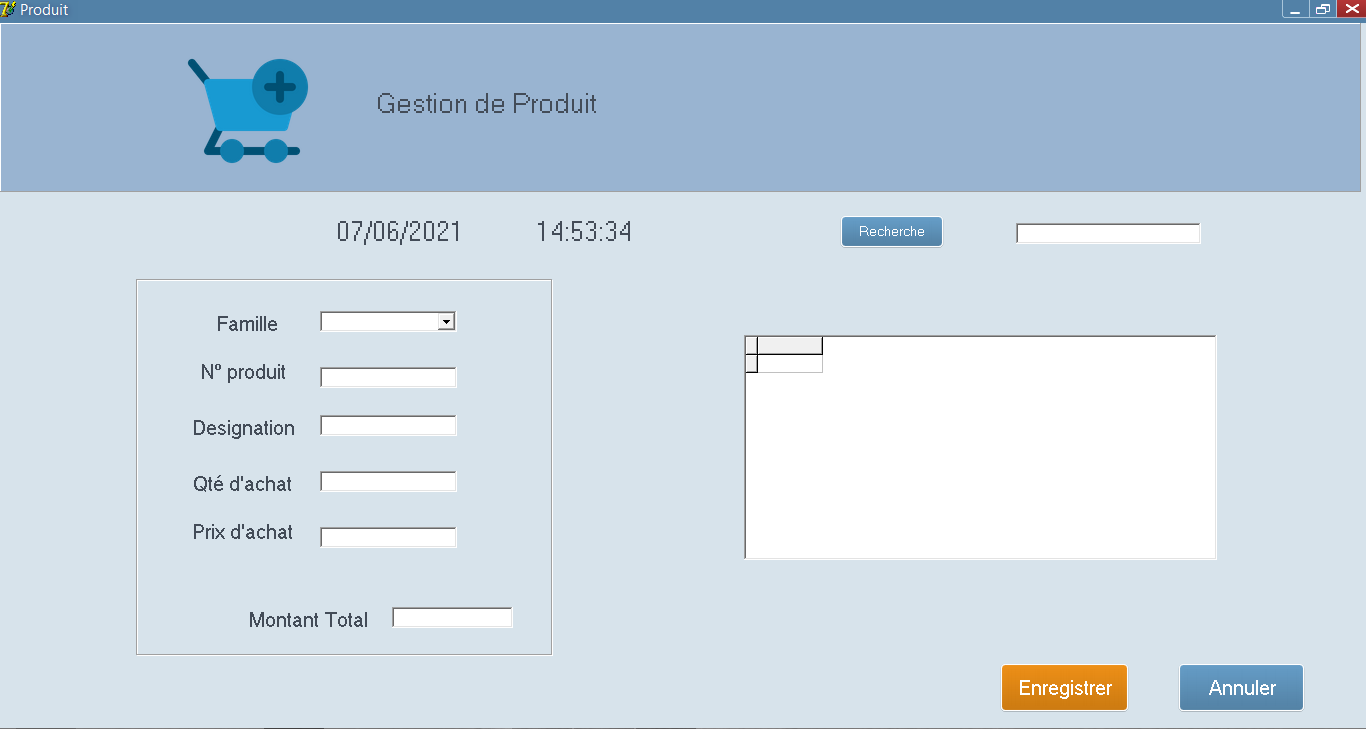 Produit
Gestion de Produit
07/06/2021 14:53:34 Recherche
Famille
N° produit
Designation
Qté d'achat
Prix d'achat
Montant Total
Enregistrer Annuler